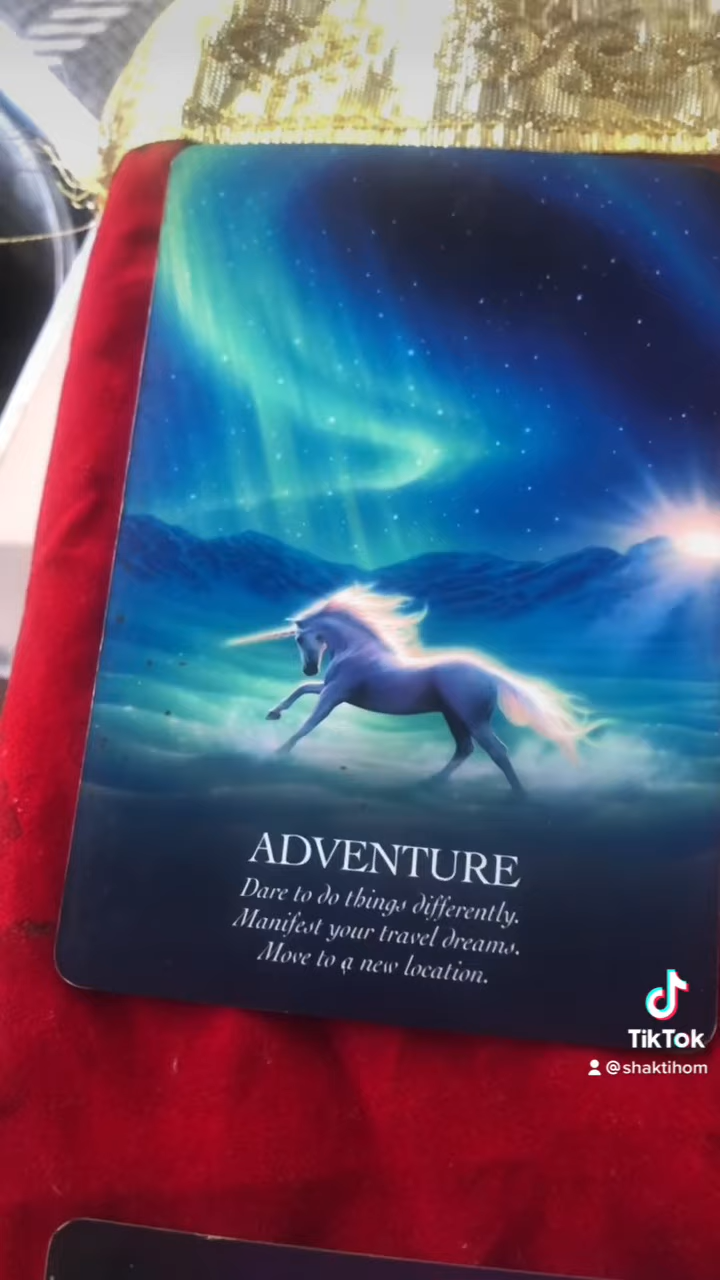 ADVENTURE
Dare to do things differently.
Manifest your travel dreams.
Move to a new location.
TikTok
@shaktihom